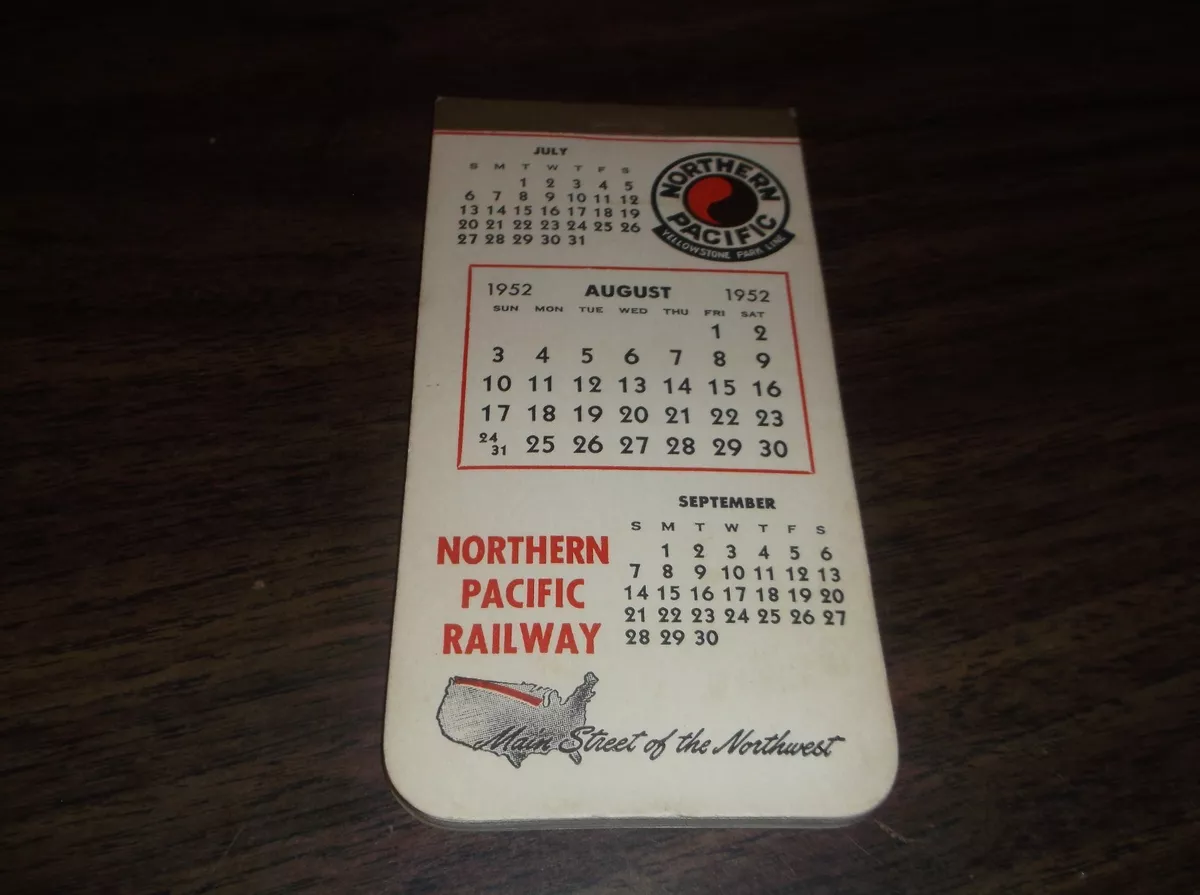 JULY
S M T W T F S
1 2 3 4 5
6 7 8 9 10 11 12
13 14 15 16 17 18 19
20 21 22 23 24 25 26
27 28 29 30 31
NORTHERN
PACIFIC
YELLOWSTONE PARK LINE
1952 AUGUST 1952
SUN MON TUE WED THU FRI SAT
1 2
3 4 5 6 7 8 9
10 11 12 13 14 15 16
17 18 19 20 21 22 23
24/31 25 26 27 28 29 30
SEPTEMBER
S M T W T F S
1 2 3 4 5 6
7 8 9 10 11 12 13
14 15 16 17 18 19 20
21 22 23 24 25 26 27
28 29 30
NORTHERN
PACIFIC
RAILWAY
Main Street of the Northwest